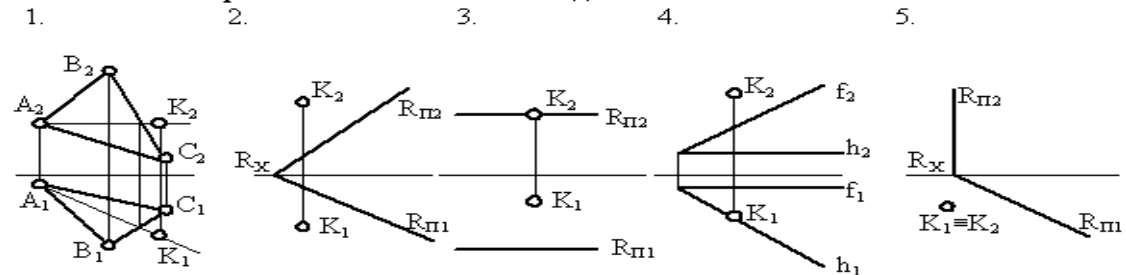 1. 2. 3. 4. 5.
B₂ A₂ K₂ C₂ A₁ C₁ B₁ K₁
K₂ Rп2 Rx Rп1 K₁
K₂ Rп2 K₁ Rп1
K₂ f₂ h₂ f₁ K₁ h₁
Rп2 Rx K₁≡K₂ Rп1